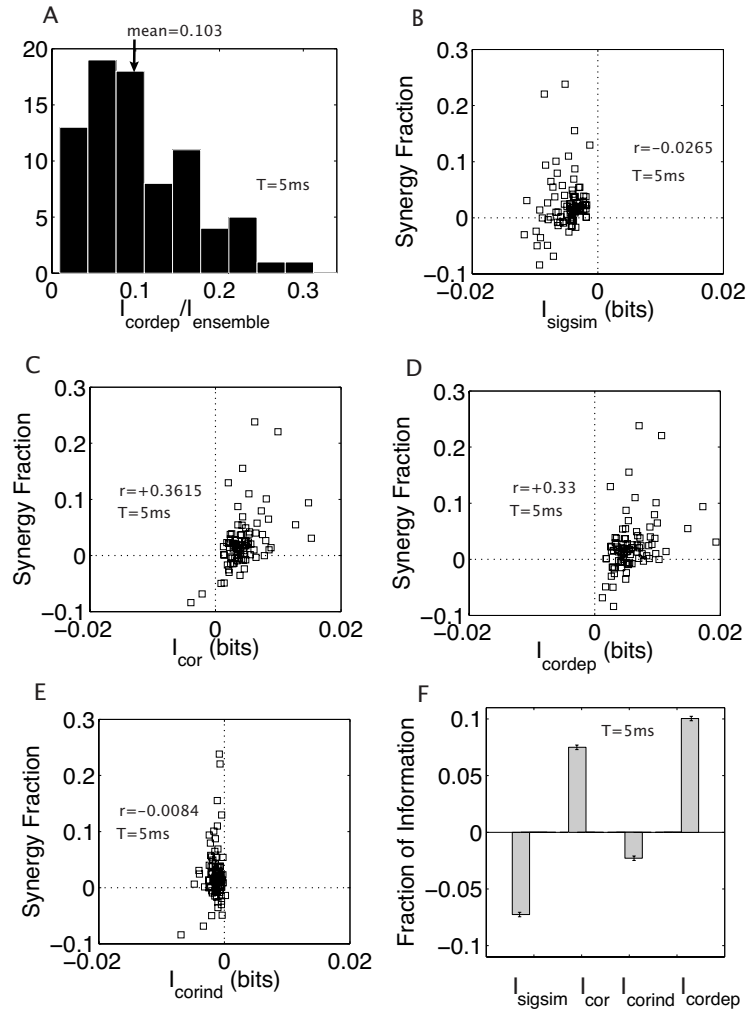 A
mean=0.103
20
15
10
5
0
T=5ms
0
0.1
0.2
0.3
I_cordep/I_ensemble
B
0.3
0.2
0.1
0
−0.1
Synergy Fraction
r=−0.0265
T=5ms
−0.02
0
0.02
I_sigsim (bits)
C
0.3
0.2
0.1
0
−0.1
Synergy Fraction
r=+0.3615
T=5ms
−0.02
0
0.02
I_cor (bits)
D
0.3
0.2
0.1
0
−0.1
Synergy Fraction
r=+0.33
T=5ms
−0.02
0
0.02
I_cordep (bits)
E
0.3
0.2
0.1
0
−0.1
Synergy Fraction
r=−0.0084
T=5ms
−0.02
0
0.02
I_corind (bits)
F
0.1
0.05
0
−0.05
−0.1
Fraction of Information
T=5ms
I_sigsim I_cor I_corind I_cordep